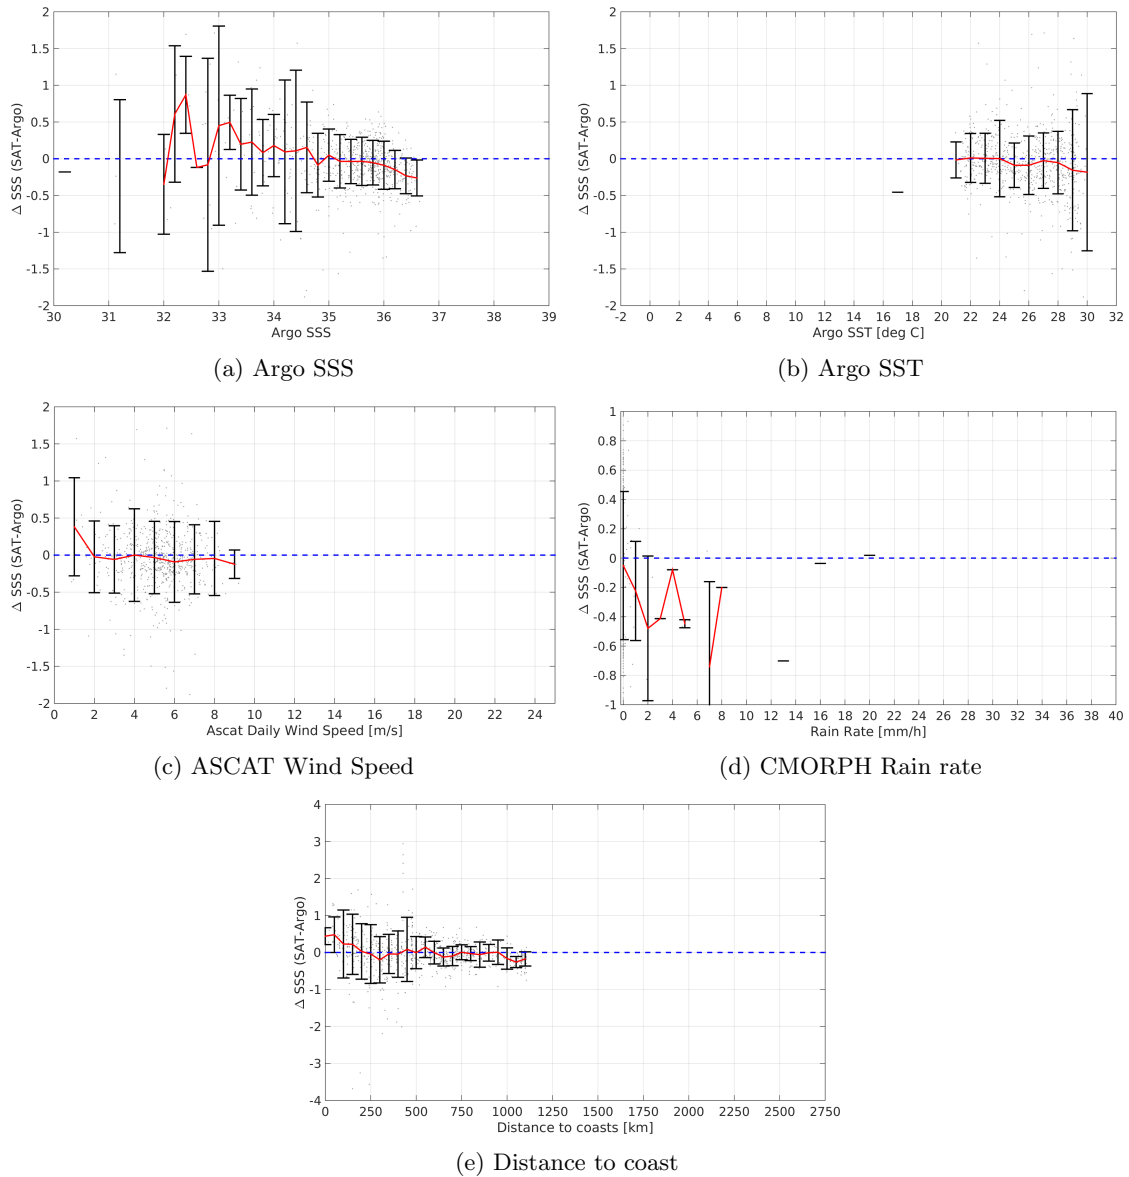 2
1.5
1
0.5
0
-0.5
-1
-1.5
-2
Δ SSS (SAT-Argo)
30 31 32 33 34 35 36 37 38 39
Argo SSS
(a) Argo SSS
2
1.5
1
0.5
0
-0.5
-1
-1.5
-2
Δ SSS (SAT-Argo)
-2 0 2 4 6 8 10 12 14 16 18 20 22 24 26 28 30 32
Argo SST [deg C]
(b) Argo SST
2
1.5
1
0.5
0
-0.5
-1
-1.5
-2
Δ SSS (SAT-Argo)
0 2 4 6 8 10 12 14 16 18 20 22 24
Ascat Daily Wind Speed [m/s]
(c) ASCAT Wind Speed
1
0.8
0.6
0.4
0.2
0
-0.2
-0.4
-0.6
-0.8
-1
Δ SSS (SAT-Argo)
0 2 4 6 8 10 12 14 16 18 20 22 24 26 28 30 32 34 36 38 40
Rain Rate [mm/h]
(d) CMORPH Rain rate
4
3
2
1
0
-1
-2
-3
-4
Δ SSS (SAT-Argo)
0 250 500 750 1000 1250 1500 1750 2000 2250 2500 2750
Distance to coasts [km]
(e) Distance to coast